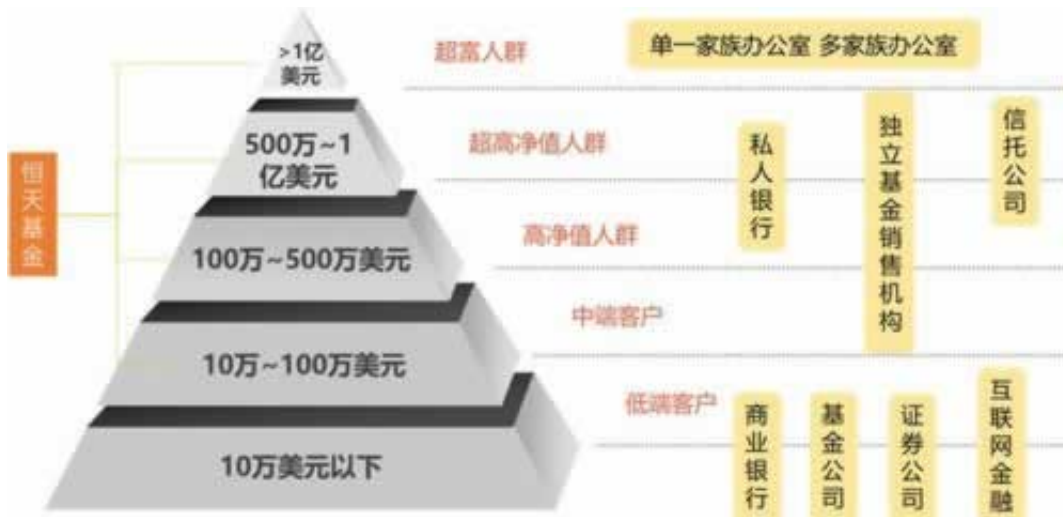 >1亿
美元
超富人群
单一家族办公室 多家族办公室
500万~1
亿美元
超高净值人群
私人银行
独立基金销售机构
信托公司
恒天基金
100万~500万美元
高净值人群
中端客户
10万~100万美元
低端客户
商业银行
基金公司
证券公司
互联网金融
10万美元以下